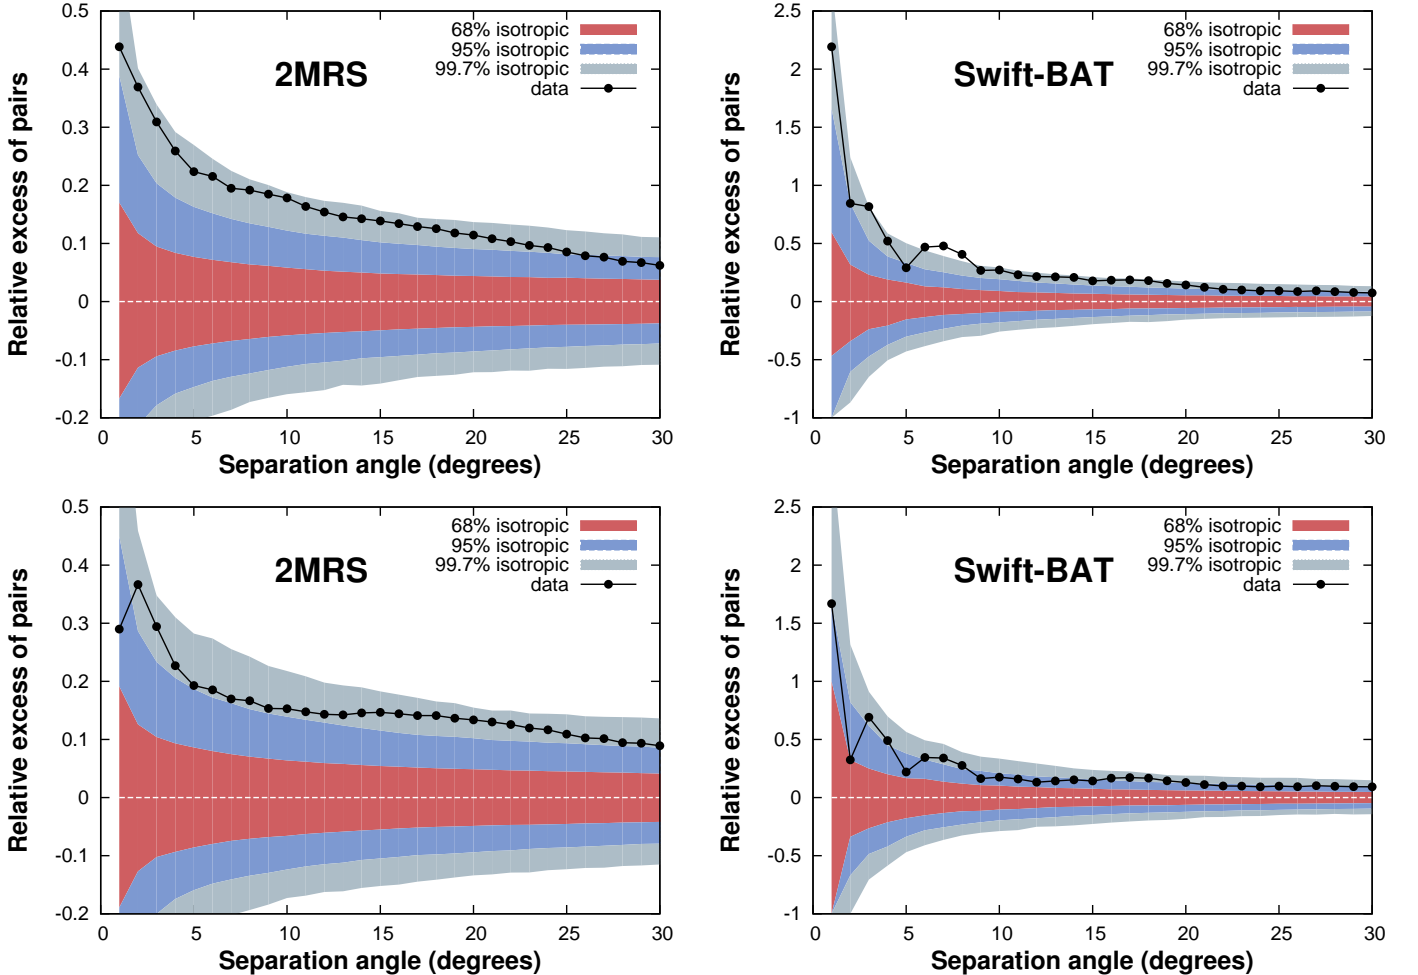 0.5
0.4
0.3
0.2
0.1
0
-0.1
-0.2
0 5 10 15 20 25 30
Relative excess of pairs
Separation angle (degrees)
2MRS
68% isotropic
95% isotropic
99.7% isotropic
data
2.5
2
1.5
1
0.5
0
-0.5
-1
0 5 10 15 20 25 30
Relative excess of pairs
Separation angle (degrees)
Swift-BAT
68% isotropic
95% isotropic
99.7% isotropic
data
0.5
0.4
0.3
0.2
0.1
0
-0.1
-0.2
0 5 10 15 20 25 30
Relative excess of pairs
Separation angle (degrees)
2MRS
68% isotropic
95% isotropic
99.7% isotropic
data
2.5
2
1.5
1
0.5
0
-0.5
-1
0 5 10 15 20 25 30
Relative excess of pairs
Separation angle (degrees)
Swift-BAT
68% isotropic
95% isotropic
99.7% isotropic
data